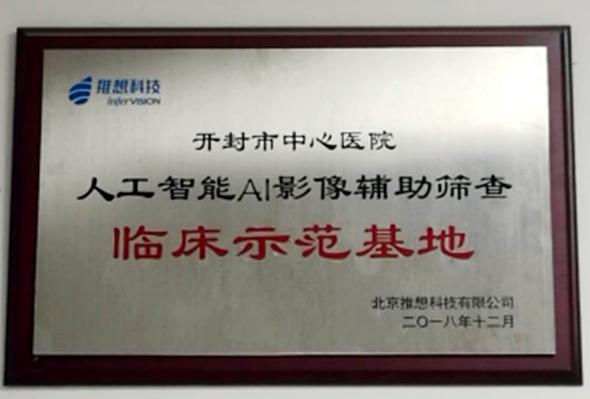 推想科技
inferVISION
开封市中心医院
人工智能AI影像辅助筛查
临床示范基地
北京推想科技有限公司
二〇一八年十二月